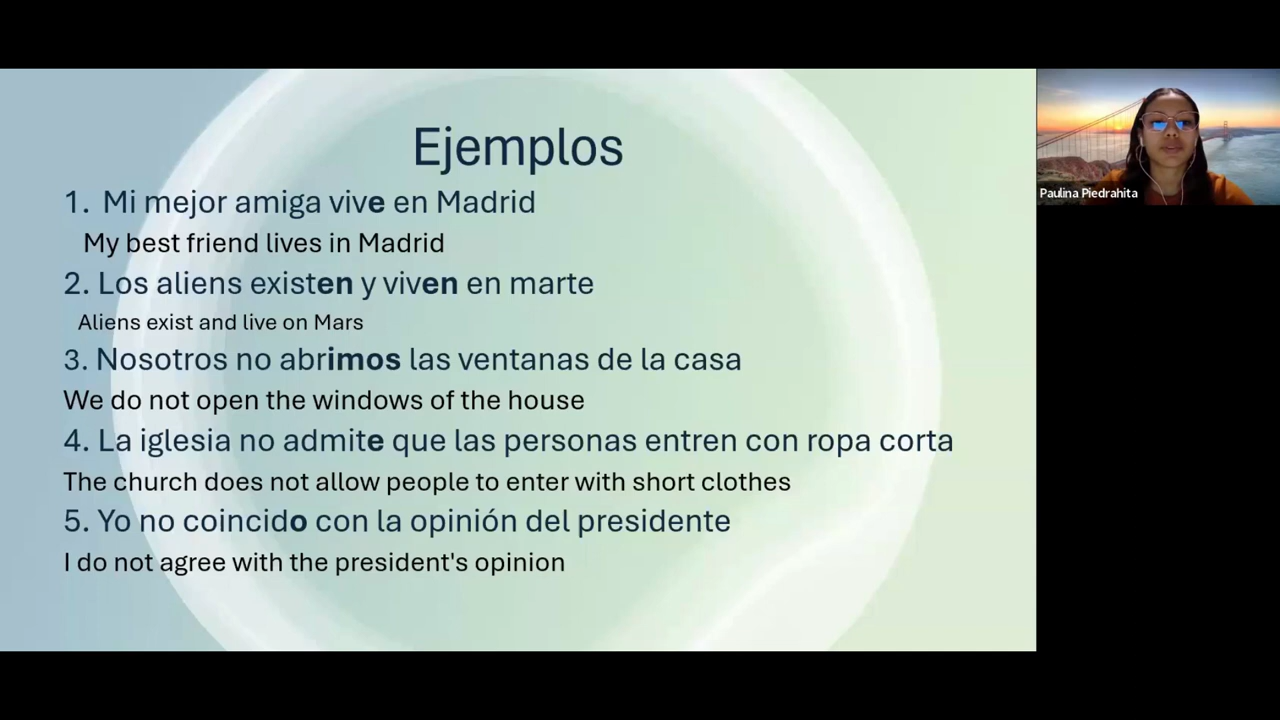 Ejemplos
1. Mi mejor amiga vive en Madrid
My best friend lives in Madrid
2. Los aliens existen y viven en marte
Aliens exist and live on Mars
3. Nosotros no abrimos las ventanas de la casa
We do not open the windows of the house
4. La iglesia no admite que las personas entren con ropa corta
The church does not allow people to enter with short clothes
5. Yo no coincido con la opinión del presidente
I do not agree with the president's opinion
Paulina Piedrahita